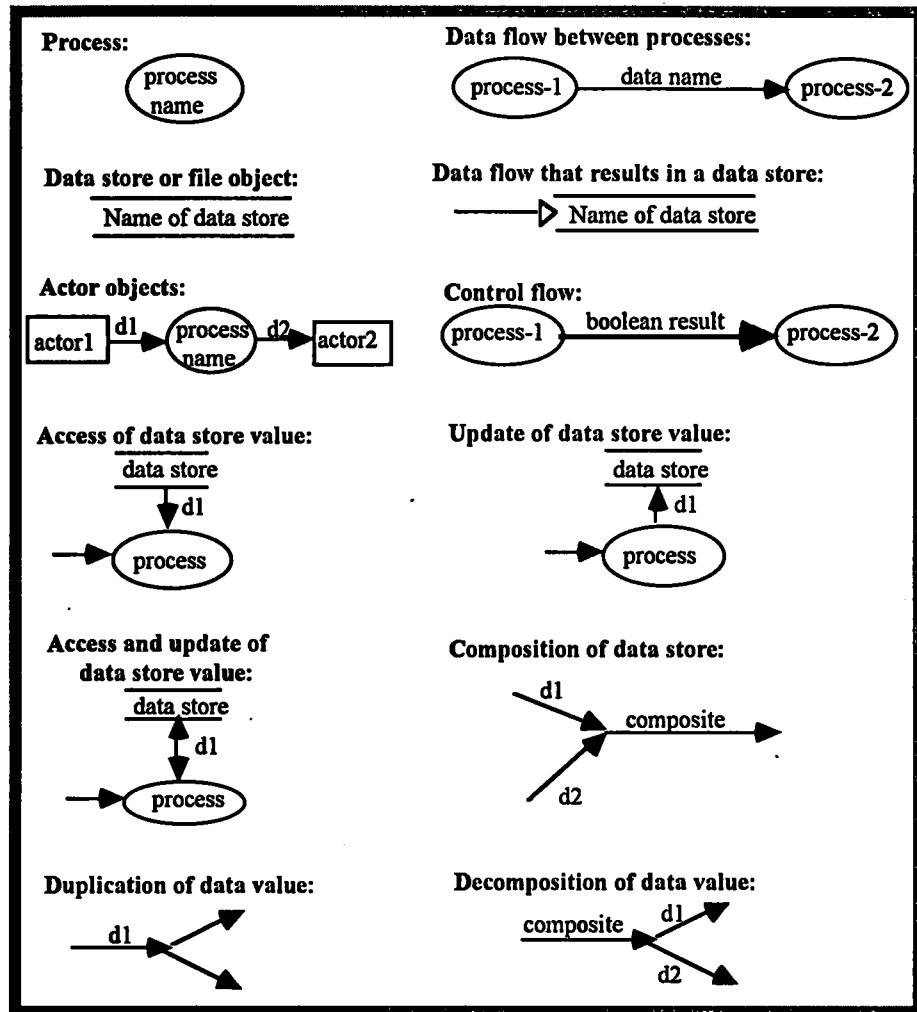 Process:
process
name
Data flow between processes:
process-1
data name
process-2
Data store or file object:
Name of data store
Data flow that results in a data store:
Name of data store
Actor objects:
actor1
d1
process
name
d2
actor2
Control flow:
process-1
boolean result
process-2
Access of data store value:
data store
d1
process
Update of data store value:
data store
d1
process
Access and update of
data store value:
data store
d1
process
Composition of data store:
d1
composite
d2
Duplication of data value:
d1
Decomposition of data value:
composite
d1
d2